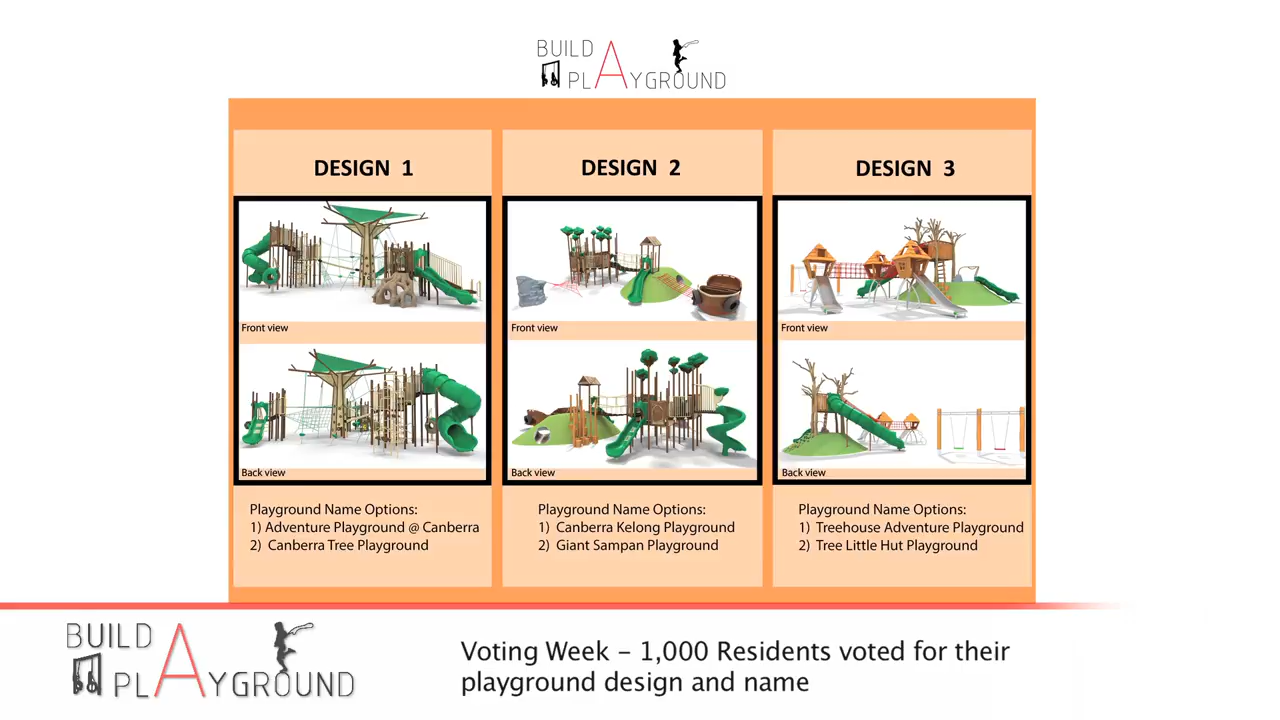 BUILD
A PLAYGROUND
DESIGN 1
DESIGN 2
DESIGN 3
Front view
Front view
Front view
Back view
Back view
Back view
Playground Name Options:
1) Adventure Playground @ Canberra
2) Canberra Tree Playground
Playground Name Options:
1) Canberra Kelong Playground
2) Giant Sampan Playground
Playground Name Options:
1) Treehouse Adventure Playground
2) Tree Little Hut Playground
BUILD
A PLAYGROUND
Voting Week – 1,000 Residents voted for their
playground design and name